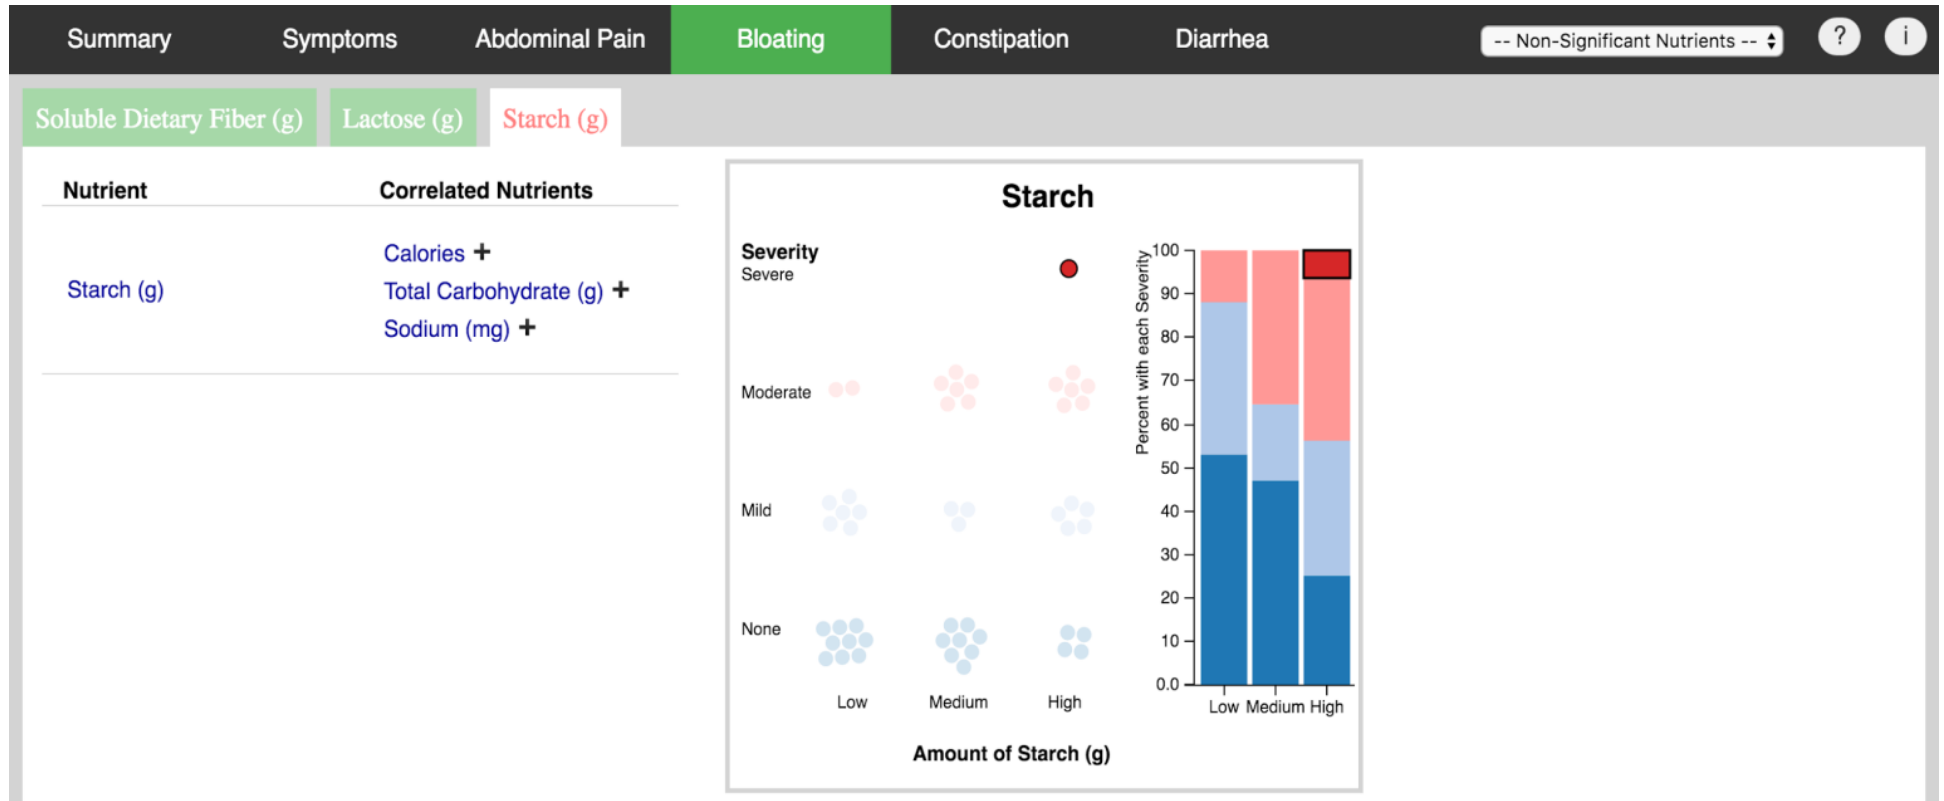 Summary Symptoms Abdominal Pain Bloating Constipation Diarrhea -- Non-Significant Nutrients -- ? i
Soluble Dietary Fiber (g) Lactose (g) Starch (g)
Nutrient Correlated Nutrients
Starch (g)
Calories +
Total Carbohydrate (g) +
Sodium (mg) +
Starch
Severity
Severe
Moderate
Mild
None
Low Medium High
Amount of Starch (g)
Percent with each Severity
100
90
80
70
60
50
40
30
20
10
0.0
Low Medium High